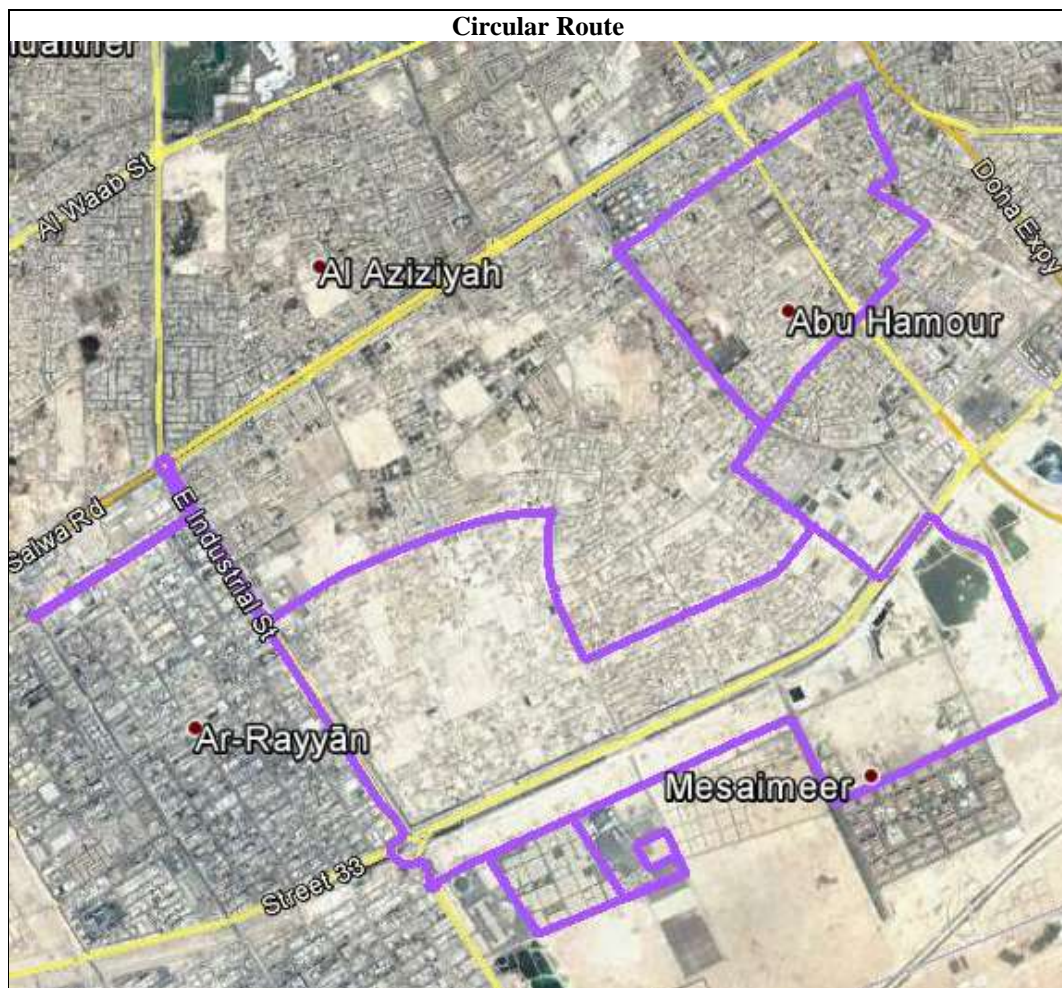 Circular Route
Al Waab St
Al Aziziyah
Doha Expy
Abu Hamour
Salwa Rd
E Industrial St
Ar-Rayyān
Mesaimeer
Street 33